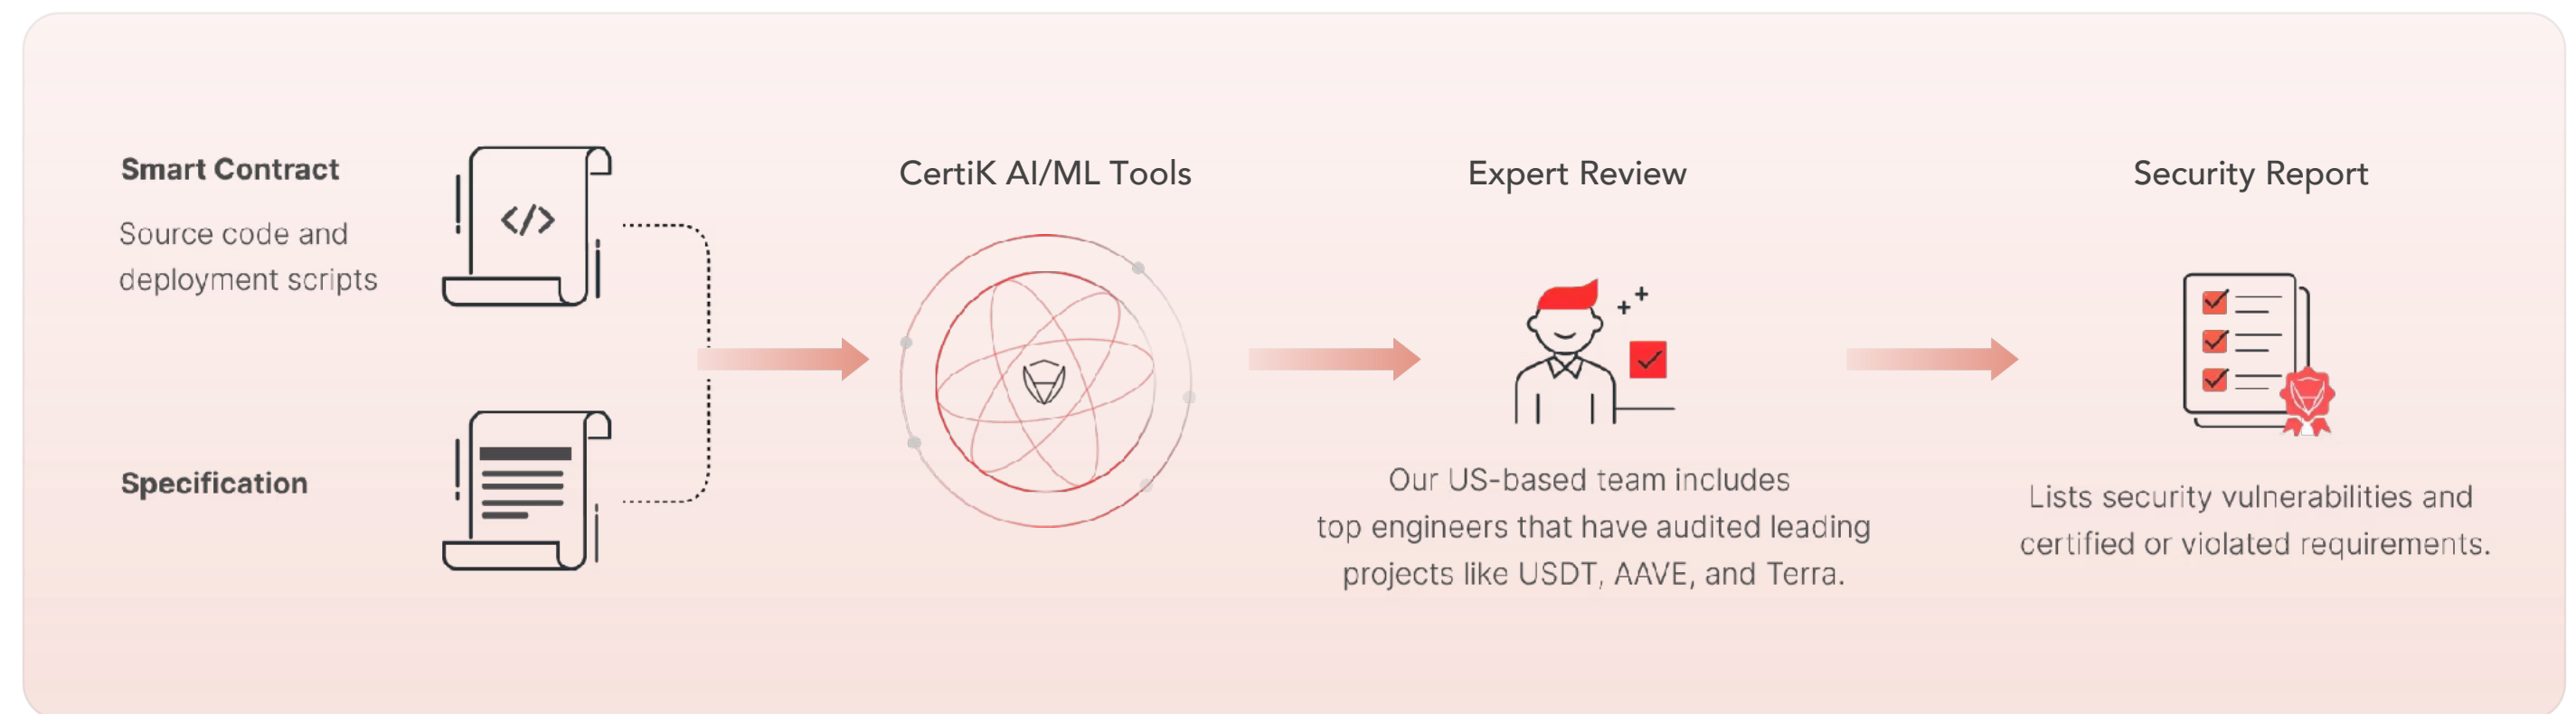 Smart Contract
Source code and
deployment scripts
</>
Specification
CertiK AI/ML Tools
Expert Review
Our US-based team includes
top engineers that have audited leading
projects like USDT, AAVE, and Terra.
Security Report
Lists security vulnerabilities and
certified or violated requirements.